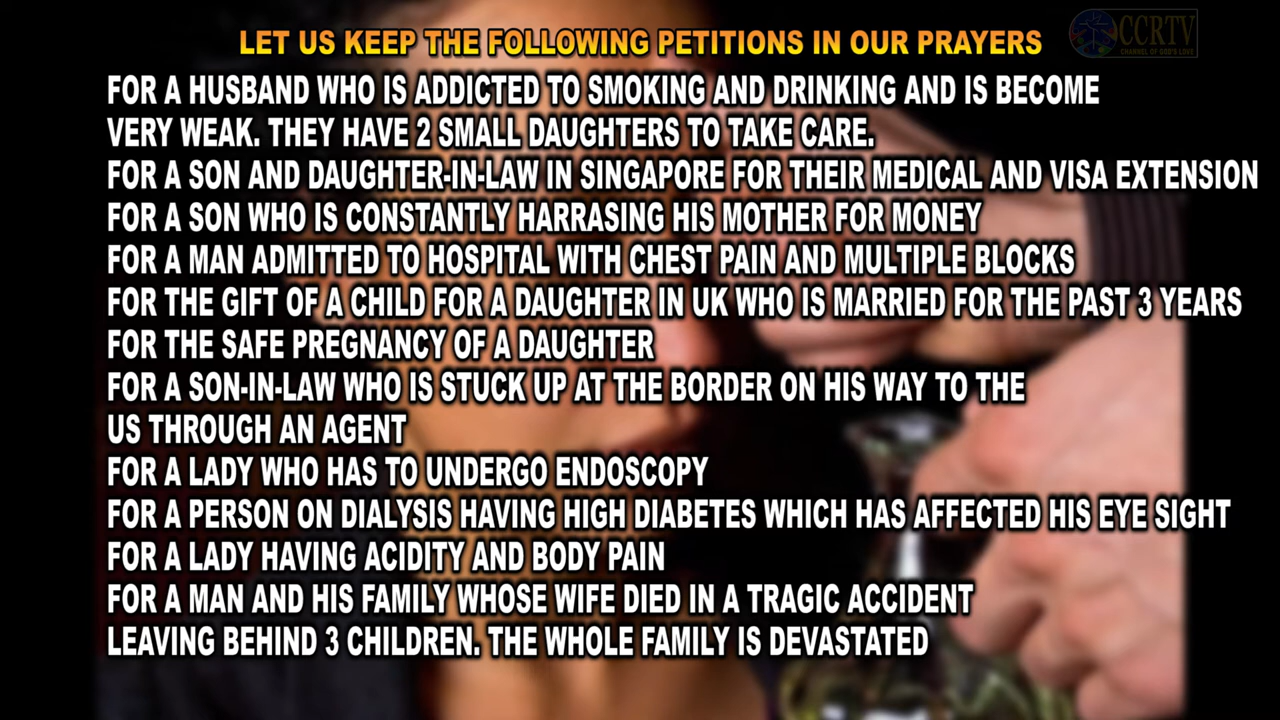 LET US KEEP THE FOLLOWING PETITIONS IN OUR PRAYERS
CCRTV
CHANNEL OF GOD'S LOVE
FOR A HUSBAND WHO IS ADDICTED TO SMOKING AND DRINKING AND IS BECOME
VERY WEAK. THEY HAVE 2 SMALL DAUGHTERS TO TAKE CARE.
FOR A SON AND DAUGHTER-IN-LAW IN SINGAPORE FOR THEIR MEDICAL AND VISA EXTENSION
FOR A SON WHO IS CONSTANTLY HARRASING HIS MOTHER FOR MONEY
FOR A MAN ADMITTED TO HOSPITAL WITH CHEST PAIN AND MULTIPLE BLOCKS
FOR THE GIFT OF A CHILD FOR A DAUGHTER IN UK WHO IS MARRIED FOR THE PAST 3 YEARS
FOR THE SAFE PREGNANCY OF A DAUGHTER
FOR A SON-IN-LAW WHO IS STUCK UP AT THE BORDER ON HIS WAY TO THE
US THROUGH AN AGENT
FOR A LADY WHO HAS TO UNDERGO ENDOSCOPY
FOR A PERSON ON DIALYSIS HAVING HIGH DIABETES WHICH HAS AFFECTED HIS EYE SIGHT
FOR A LADY HAVING ACIDITY AND BODY PAIN
FOR A MAN AND HIS FAMILY WHOSE WIFE DIED IN A TRAGIC ACCIDENT
LEAVING BEHIND 3 CHILDREN. THE WHOLE FAMILY IS DEVASTATED